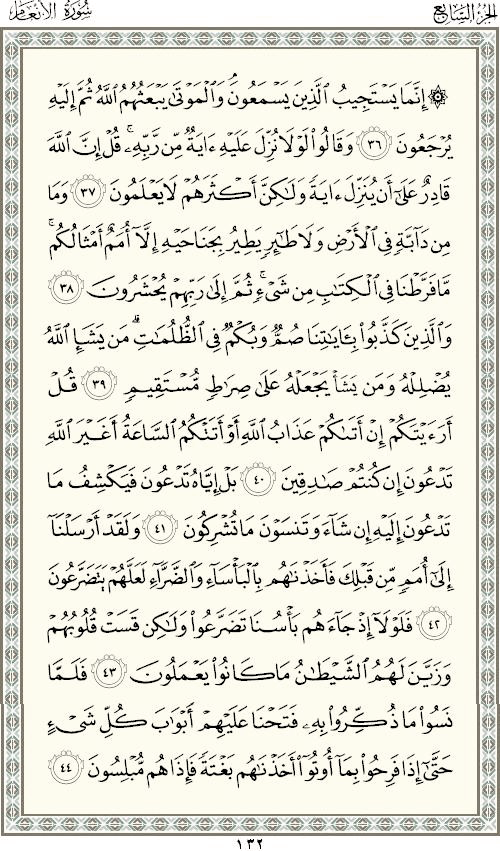 الجزء السابع
سورة الأنعام
۞ إِنَّمَا يَسْتَجِيبُ ٱلَّذِينَ يَسْمَعُونَۘ وَٱلْمَوْتَىٰ يَبْعَثُهُمُ ٱللَّهُ ثُمَّ إِلَيْهِ
يُرْجَعُونَ ٣٦ وَقَالُوا۟ لَوْلَا نُزِّلَ عَلَيْهِ ءَايَةٌ مِّن رَّبِّهِۦۚ قُلْ إِنَّ ٱللَّهَ
قَادِرٌ عَلَىٰٓ أَن يُنَزِّلَ ءَايَةً وَلَـٰكِنَّ أَكْثَرَهُمْ لَا يَعْلَمُونَ ٣٧ وَمَا
مِن دَآبَّةٍ فِى ٱلْأَرْضِ وَلَا طَـٰٓئِرٍ يَطِيرُ بِجَنَاحَيْهِ إِلَّآ أُمَمٌ أَمْثَالُكُمۚ
مَّا فَرَّطْنَا فِى ٱلْكِتَـٰبِ مِن شَىْءٍۚ ثُمَّ إِلَىٰ رَبِّهِمْ يُحْشَرُونَ ٣٨
وَٱلَّذِينَ كَذَّبُوا۟ بِـَٔايَـٰتِنَا صُمٌّ وَبُكْمٌ فِى ٱلظُّلُمَـٰتِۗ مَن يَشَإِ ٱللَّهُ
يُضْلِلْهُ وَمَن يَشَأْ يَجْعَلْهُ عَلَىٰ صِرَٰطٍ مُّسْتَقِيمٍ ٣٩ قُلْ
أَرَءَيْتَكُمْ إِنْ أَتَىٰكُمْ عَذَابُ ٱللَّهِ أَوْ أَتَتْكُمُ ٱلسَّاعَةُ أَغَيْرَ ٱللَّهِ
تَدْعُونَ إِن كُنتُمْ صَـٰدِقِينَ ٤٠ بَلْ إِيَّاهُ تَدْعُونَ فَيَكْشِفُ مَا
تَدْعُونَ إِلَيْهِ إِن شَآءَ وَتَنسَوْنَ مَا تُشْرِكُونَ ٤١ وَلَقَدْ أَرْسَلْنَآ
إِلَىٰٓ أُمَمٍ مِّن قَبْلِكَ فَأَخَذْنَـٰهُم بِٱلْبَأْسَآءِ وَٱلضَّرَّآءِ لَعَلَّهُمْ يَتَضَرَّعُونَ
٤٢ فَلَوْلَآ إِذْ جَآءَهُم بَأْسُنَا تَضَرَّعُوا۟ وَلَـٰكِن قَسَتْ قُلُوبُهُمْ
وَزَيَّنَ لَهُمُ ٱلشَّيْطَـٰنُ مَا كَانُوا۟ يَعْمَلُونَ ٤٣ فَلَمَّا
نَسُوا۟ مَا ذُكِّرُوا۟ بِهِۦ فَتَحْنَا عَلَيْهِمْ أَبْوَٰبَ كُلِّ شَىْءٍ
حَتَّىٰٓ إِذَا فَرِحُوا۟ بِمَآ أُوتُوٓا۟ أَخَذْنَـٰهُم بَغْتَةً فَإِذَا هُم مُّبْلِسُونَ ٤٤
١٣٢